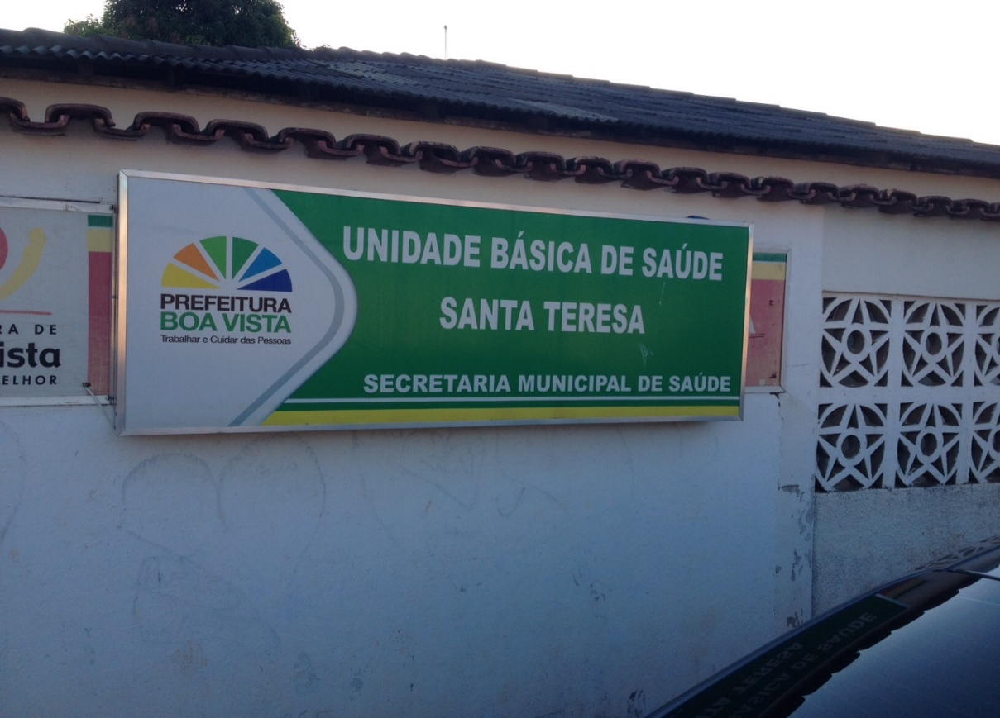 PREFEITURA
BOA VISTA
Trabalhar e Cuidar das Pessoas
UNIDADE BÁSICA DE SAÚDE
SANTA TERESA
SECRETARIA MUNICIPAL DE SAÚDE
RA DE
ista
ELHOR